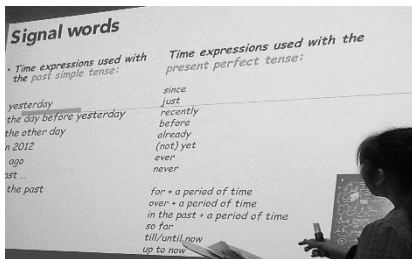 Signal words
• Time expressions used with
the past simple tense:
yesterday
the day before yesterday
the other day
n 2012
ago
ast ...
the past
Time expressions used with the
present perfect tense:
since
just
recently
before
already
(not) yet
ever
never
for + a period of time
over + a period of time
in the past + a period of time
so far
till/until now
up to now